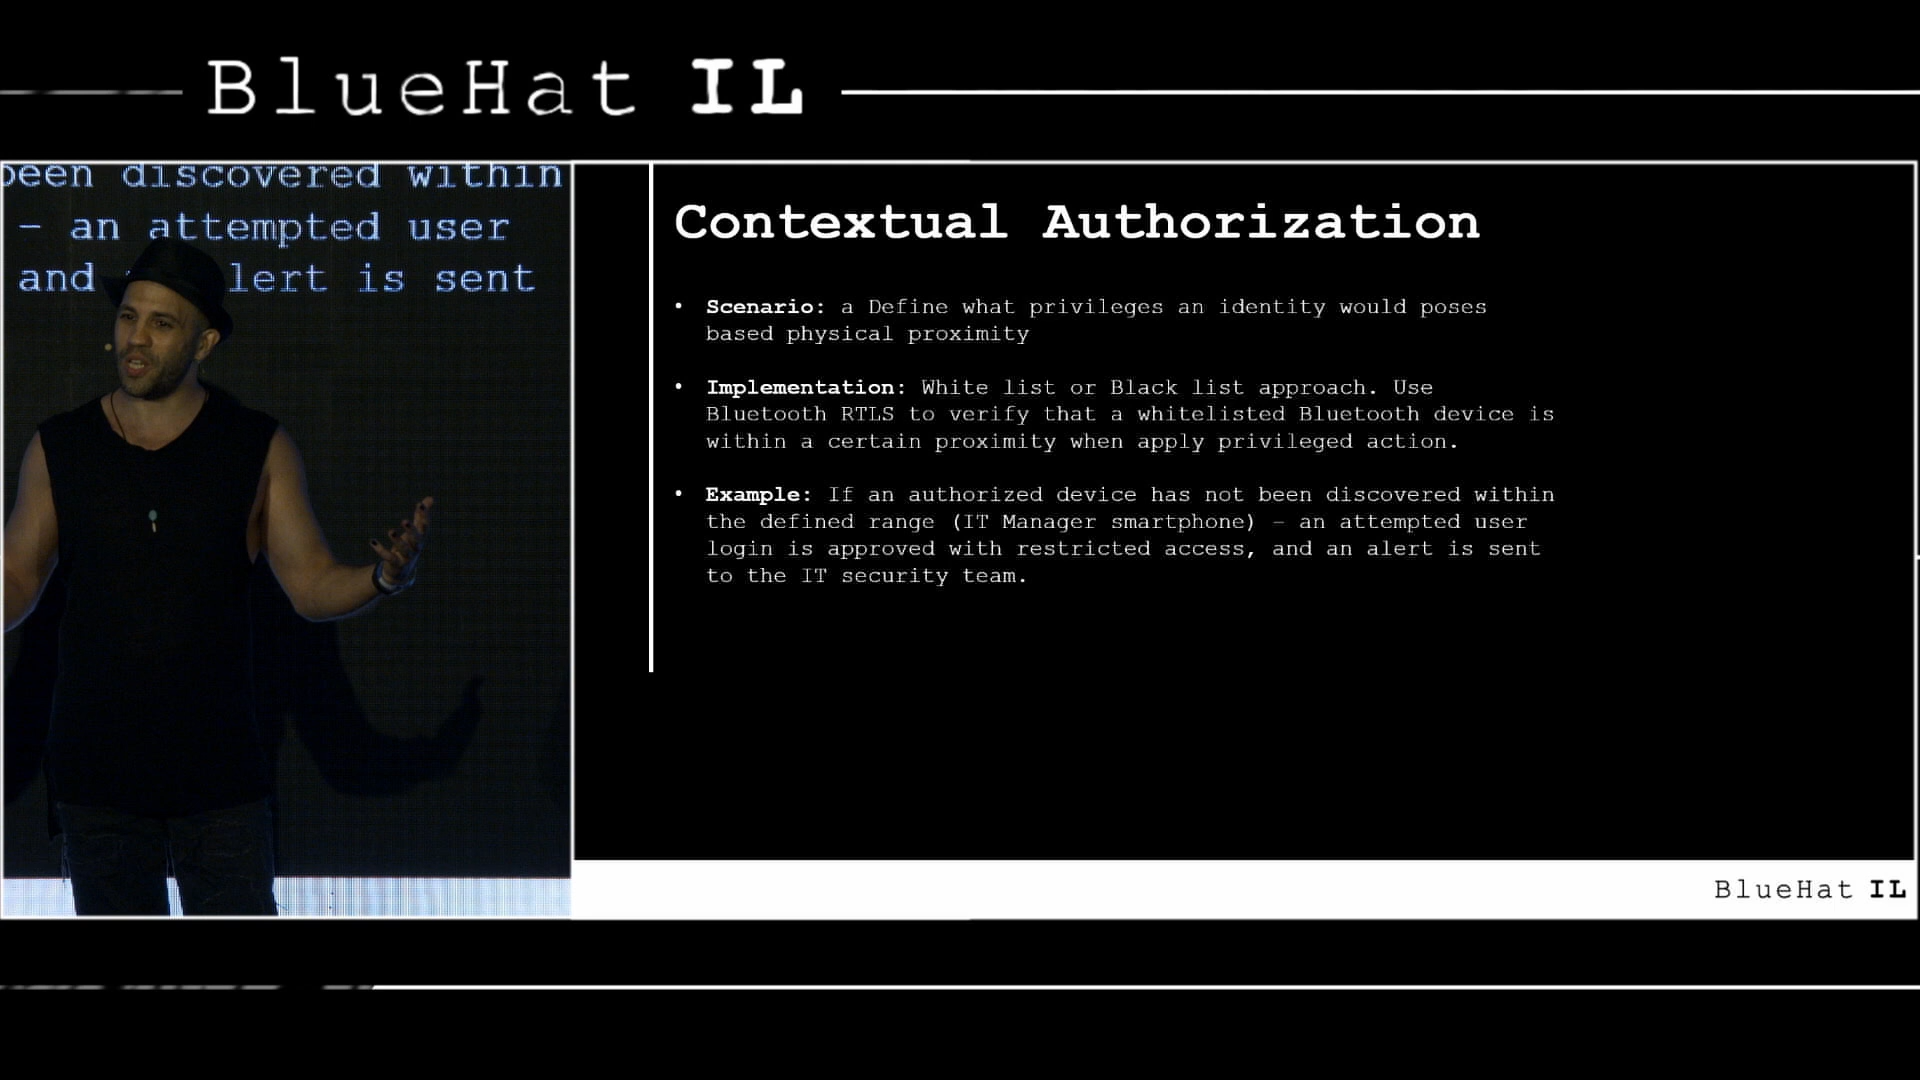 BlueHat IL
been discovered within
– an attempted user
and lert is sent
Contextual Authorization
• Scenario: a Define what privileges an identity would poses
based physical proximity
• Implementation: White list or Black list approach. Use
Bluetooth RTLS to verify that a whitelisted Bluetooth device is
within a certain proximity when apply privileged action.
• Example: If an authorized device has not been discovered within
the defined range (IT Manager smartphone) – an attempted user
login is approved with restricted access, and an alert is sent
to the IT security team.
BlueHat IL